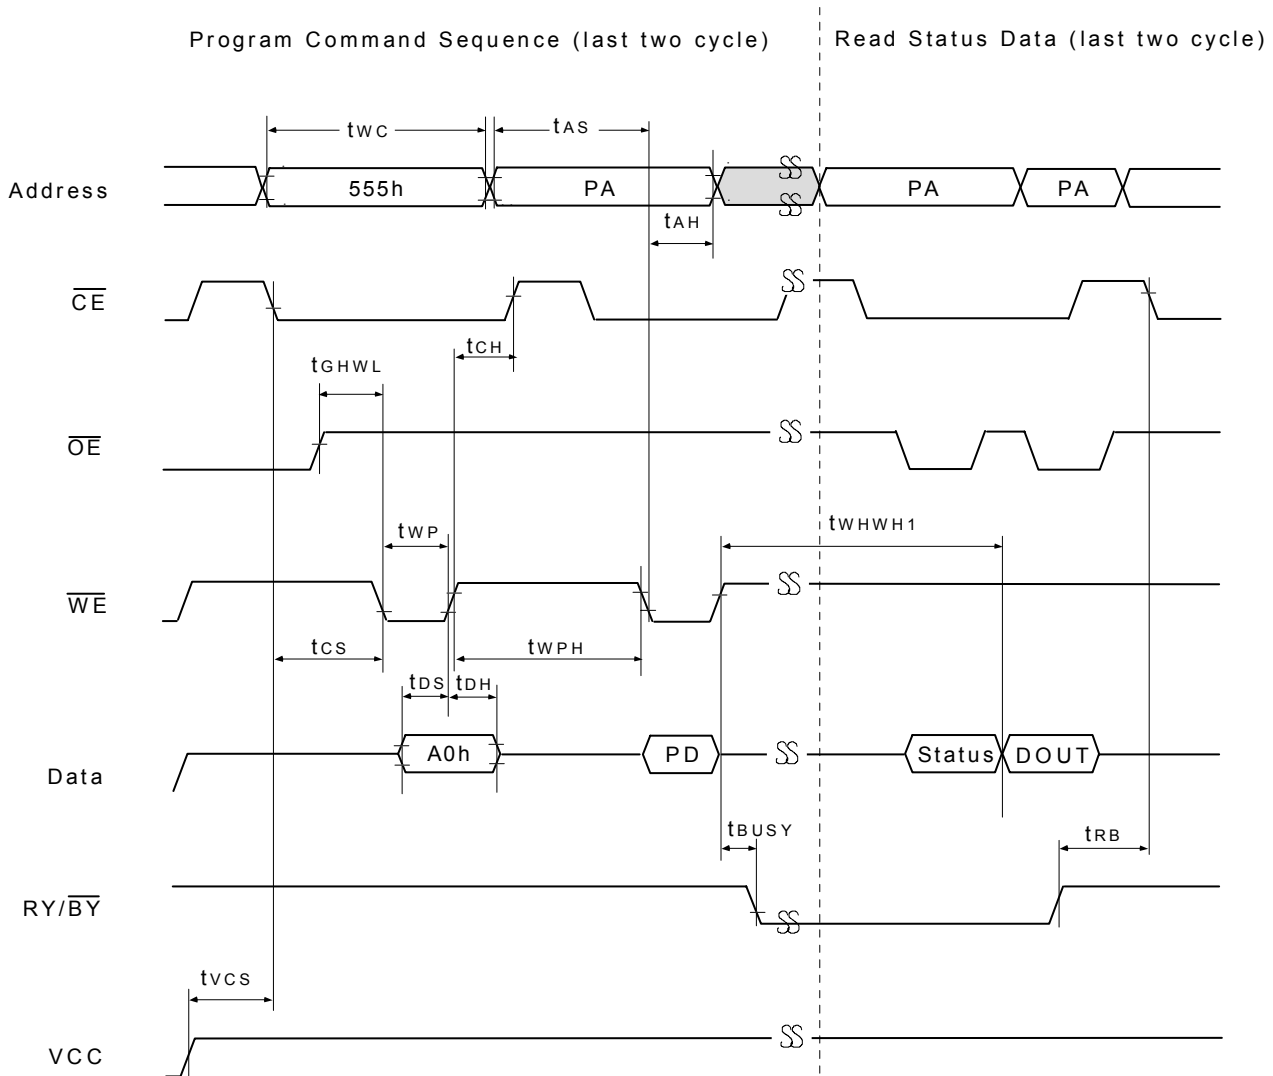 Program Command Sequence (last two cycle)
Read Status Data (last two cycle)
tWC
tAS
Address
555h
PA
PA
PA
tAH
CE
tCH
tGHWL
OE
tWP
tWHWH1
WE
tCS
tWPH
tDS
tDH
Data
A0h
PD
Status
DOUT
tBUSY
tRB
RY/BY
tVCS
VCC